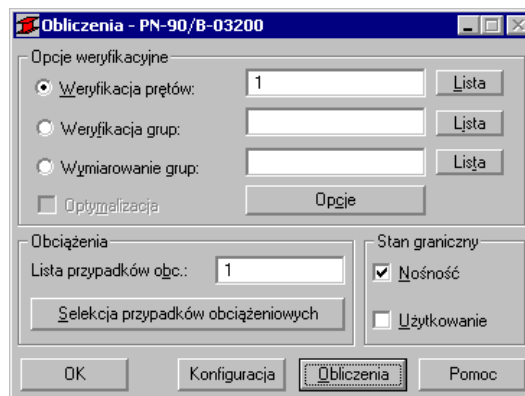 Obliczenia - PN-90/B-03200
Opcje weryfikacyjne
Weryfikacja prętów: 1 Lista
Weryfikacja grup: Lista
Wymiarowanie grup: Lista
Optymalizacja Opcje
Obciążenia
Lista przypadków obc.: 1
Selekcja przypadków obciążeniowych
Stan graniczny
Nośność
Użytkowanie
OK Konfiguracja Obliczenia Pomoc